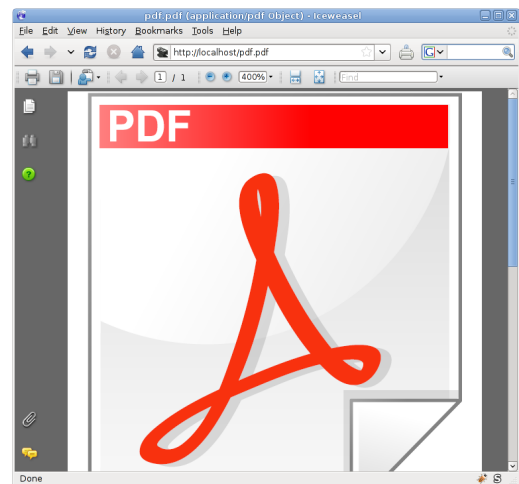 pdf.pdf (application/pdf Object) - Iceweasel
File Edit View History Bookmarks Tools Help
http://localhost/pdf.pdf G
1 / 1 400% Find
PDF
?
Done S